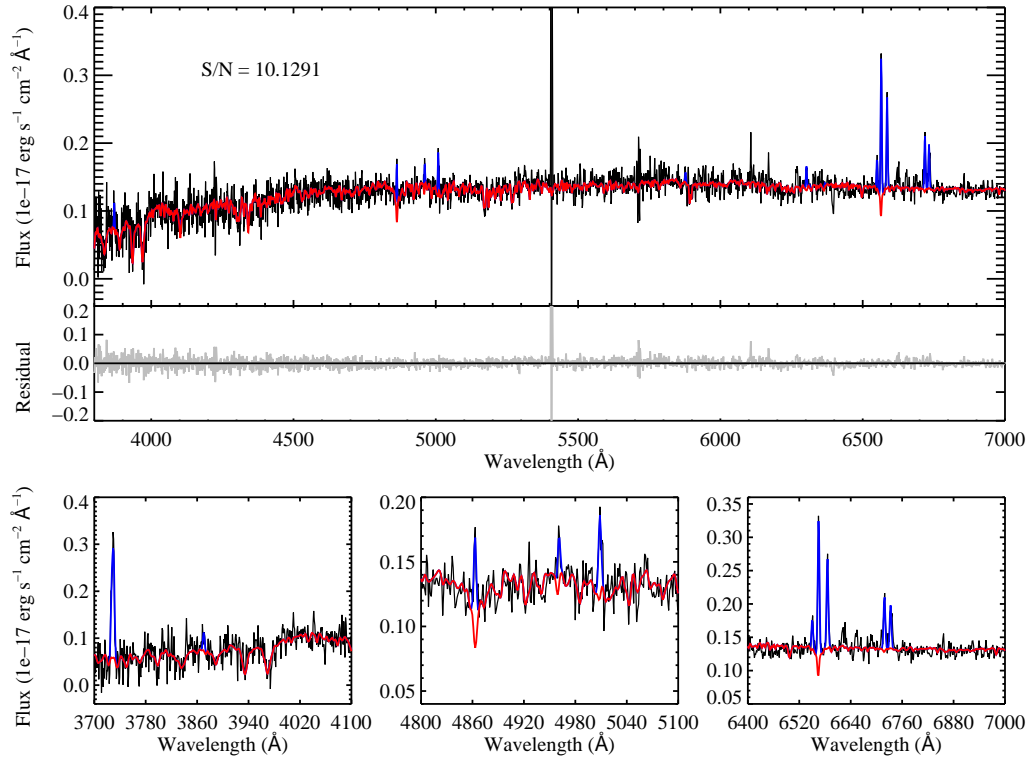 Flux (1e−17 erg s−1 cm−2 Å−1)
0.4
0.3
0.2
0.1
0.0
S/N = 10.1291
Residual
0.2
0.1
0.0
−0.1
−0.2
4000 4500 5000 5500 6000 6500 7000
Wavelength (Å)
Flux (1e−17 erg s−1 cm−2 Å−1)
0.4
0.3
0.2
0.1
0.0
3700 3780 3860 3940 4020 4100
Wavelength (Å)
0.20
0.15
0.10
0.05
4800 4860 4920 4980 5040 5100
Wavelength (Å)
0.35
0.30
0.25
0.20
0.15
0.10
0.05
6400 6520 6640 6760 6880 7000
Wavelength (Å)